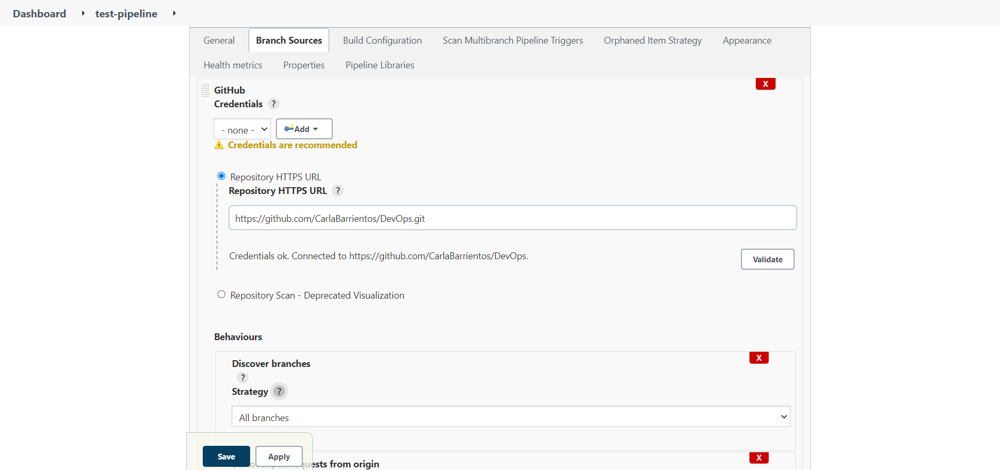 Dashboard test-pipeline
General Branch Sources Build Configuration Scan Multibranch Pipeline Triggers Orphaned Item Strategy Appearance
Health metrics Properties Pipeline Libraries
X
GitHub
Credentials ?
- none - Add
Credentials are recommended
Repository HTTPS URL
Repository HTTPS URL ?
https://github.com/CarlaBarrientos/DevOps.git
Credentials ok. Connected to https://github.com/CarlaBarrientos/DevOps.
Validate
Repository Scan - Deprecated Visualization
Behaviours
X
Discover branches
?
Strategy ?
All branches
Save Apply
X
Discover pull requests from origin